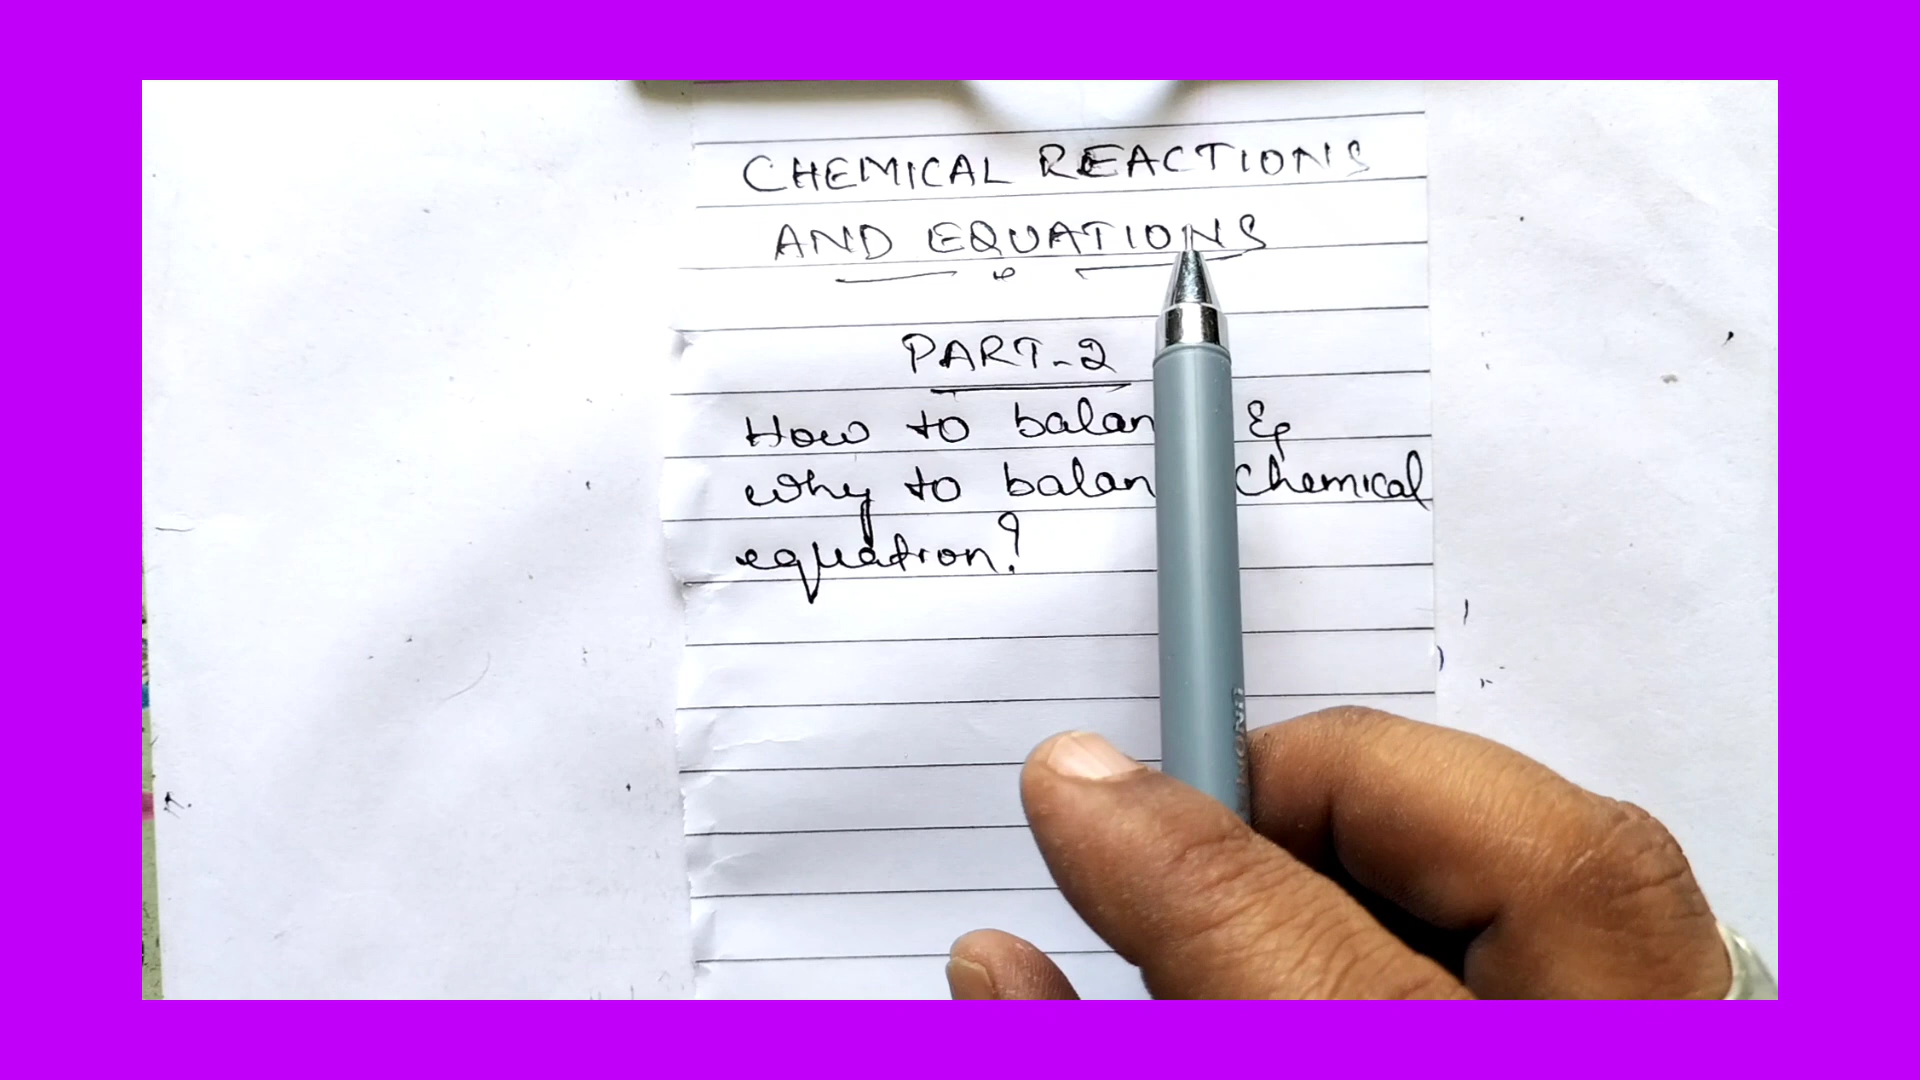 CHEMICAL REACTIONS
AND EQUATIONS
PART-2
How to balan &
why to balan chemical
equation?